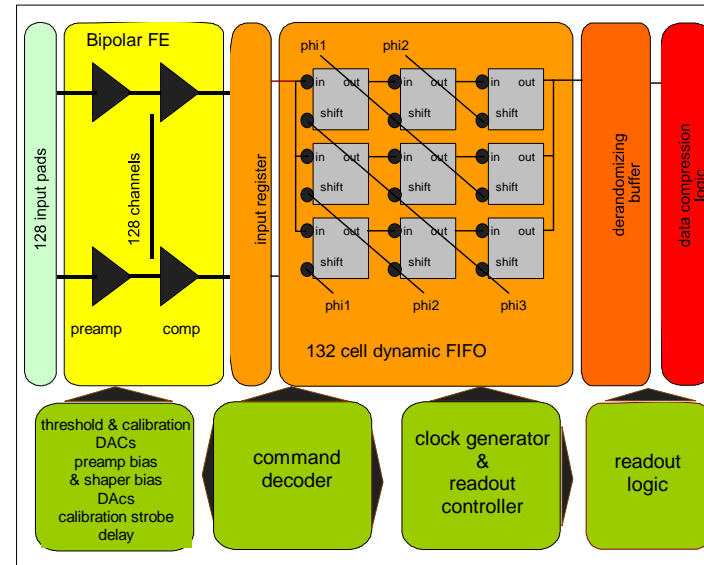 Bipolar FE
128 input pads
128 channels
preamp
comp
input register
phi1
phi2
in out
shift
in out
shift
in out
shift
in out
shift
in out
shift
in out
shift
in out
shift
in out
shift
in out
shift
phi1
phi2
phi3
132 cell dynamic FIFO
derandomizing
buffer
data compression
logic
threshold & calibration
DACs
preamp bias
& shaper bias
DAcs
calibration strobe
delay
command
decoder
clock generator
&
readout
controller
readout
logic